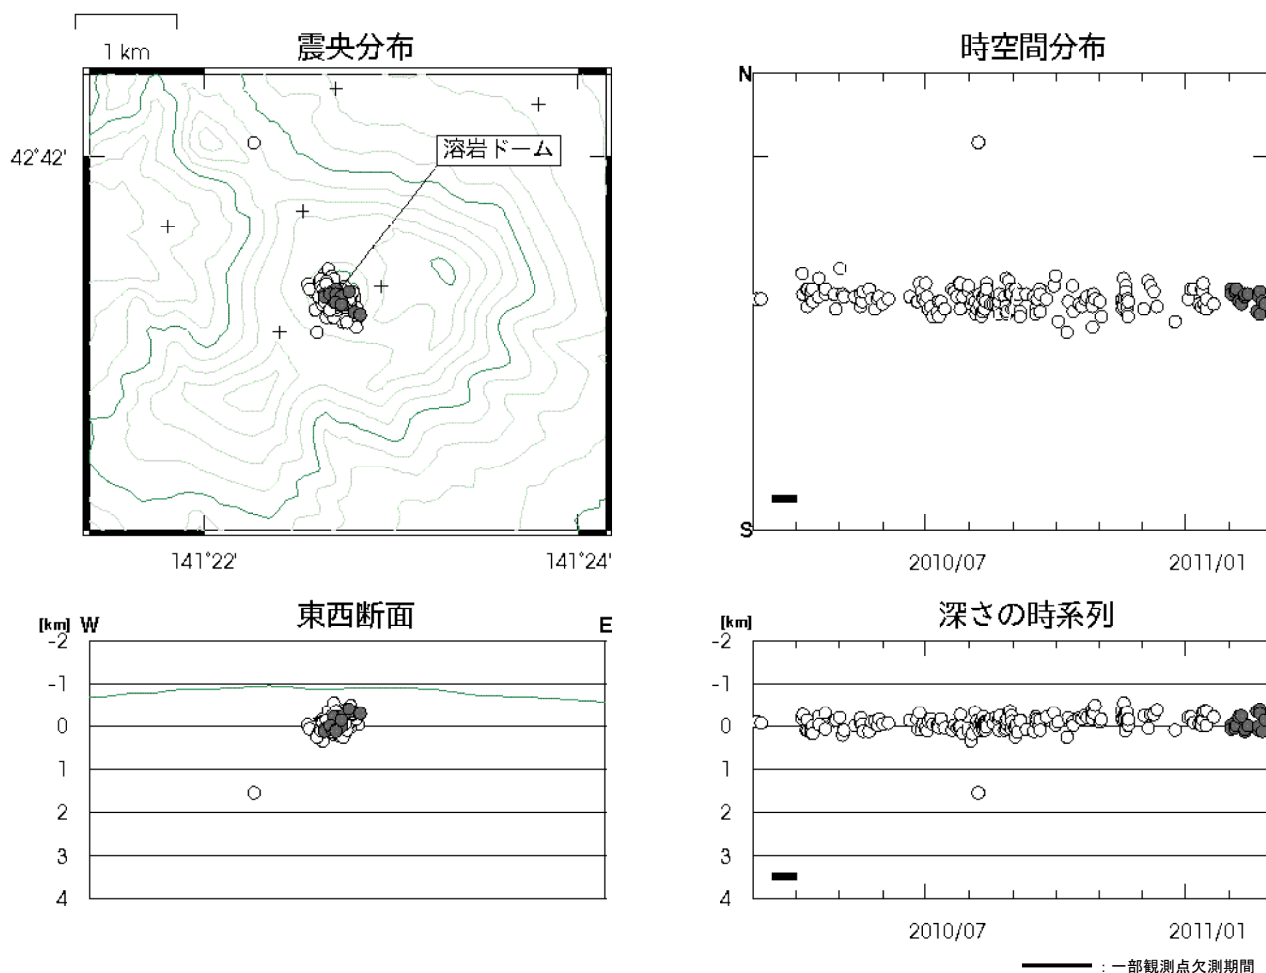 1 km
震央分布
42°42'
溶岩ドーム
141°22'
141°24'
時空間分布
N
S
2010/07
2011/01
東西断面
[km] W
E
-2
-1
0
1
2
3
4
深さの時系列
[km]
-2
-1
0
1
2
3
4
2010/07
2011/01
：一部観測点欠測期間